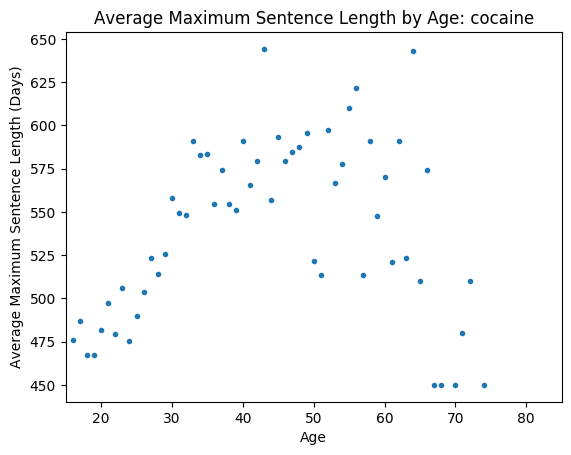 Average Maximum Sentence Length by Age: cocaine
Average Maximum Sentence Length (Days)
650
625
600
575
550
525
500
475
450
20 30 40 50 60 70 80
Age